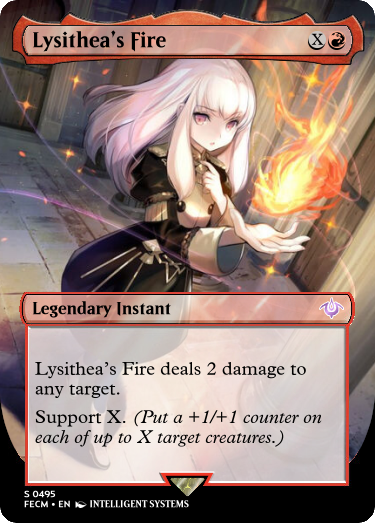 Lysithea's Fire X
Legendary Instant
Lysithea's Fire deals 2 damage to
any target.
Support X. (Put a +1/+1 counter on
each of up to X target creatures.)
S 0495
FECM • EN INTELLIGENT SYSTEMS